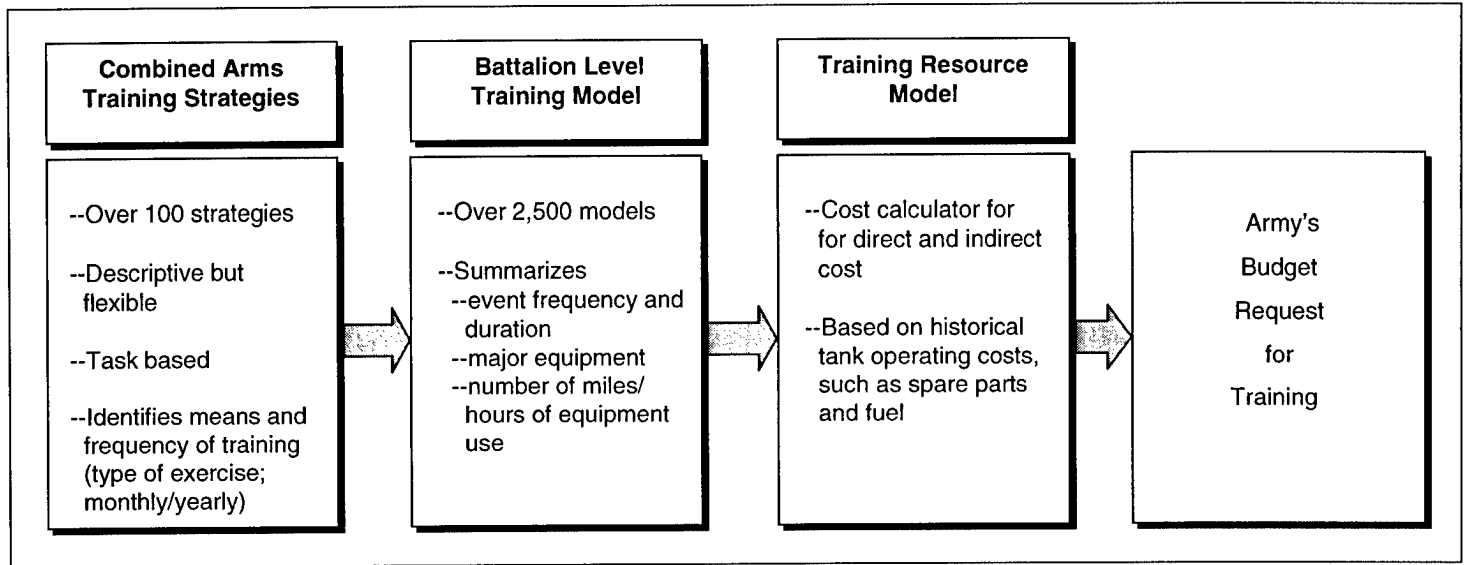 Combined Arms
Training Strategies
--Over 100 strategies
--Descriptive but
flexible
--Task based
--Identifies means and
frequency of training
(type of exercise;
monthly/yearly)
Battalion Level
Training Model
--Over 2,500 models
--Summarizes
--event frequency and
duration
--major equipment
--number of miles/
hours of equipment
use
Training Resource
Model
--Cost calculator for
for direct and indirect
cost
--Based on historical
tank operating costs,
such as spare parts
and fuel
Army's
Budget
Request
for
Training